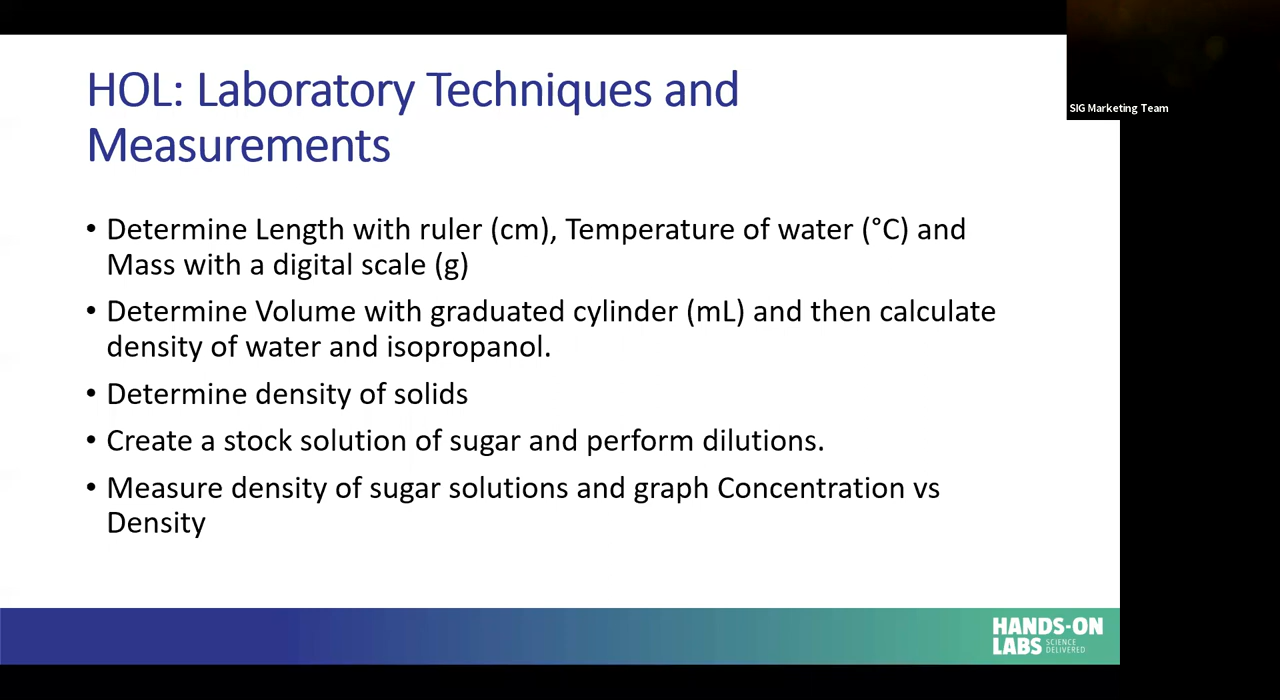 HOL: Laboratory Techniques and
Measurements
SIG Marketing Team
• Determine Length with ruler (cm), Temperature of water (°C) and
Mass with a digital scale (g)
• Determine Volume with graduated cylinder (mL) and then calculate
density of water and isopropanol.
• Determine density of solids
• Create a stock solution of sugar and perform dilutions.
• Measure density of sugar solutions and graph Concentration vs
Density
HANDS-ON
LABS SCIENCE
DELIVERED